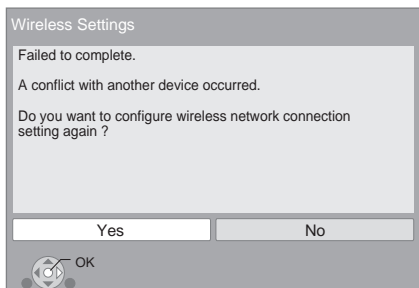 Wireless Settings
Failed to complete.
A conflict with another device occurred.
Do you want to configure wireless network connection
setting again ?
Yes
No
OK